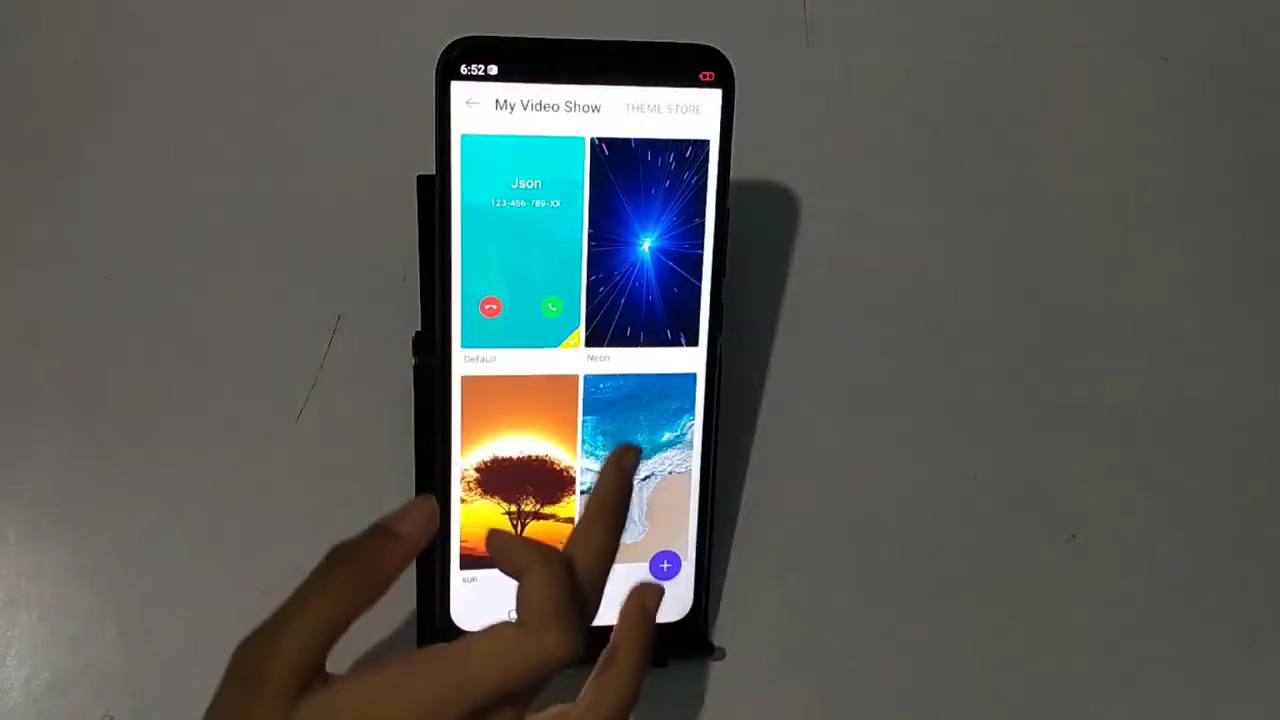 6:52
My Video Show THEME STORE
Json
123-456-789-XX
Default Neon
sun